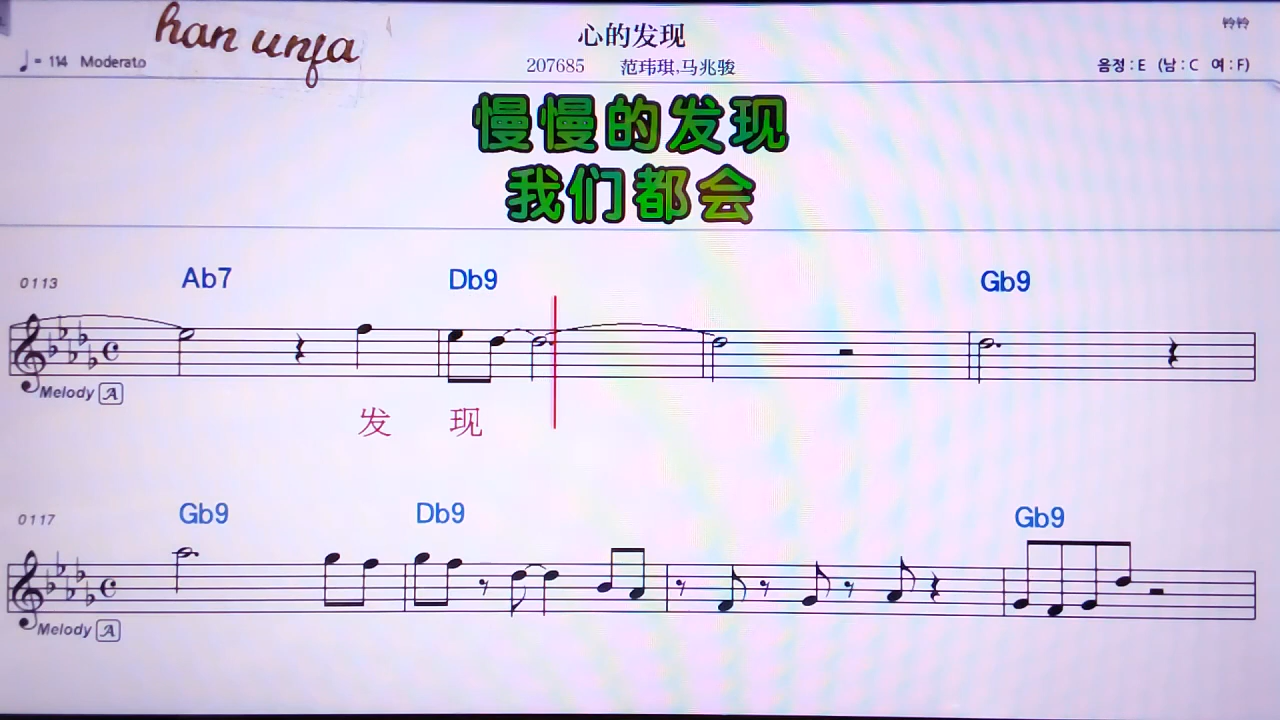 han unfa
心的发现
♩= 114 Moderato
207685 范玮琪,马兆骏
음정 : E (남 : C 여 : F)
慢慢的发现
我们都会
0113 Ab7 Db9 Gb9
Melody A
发 现
0117 Gb9 Db9 Gb9
Melody A